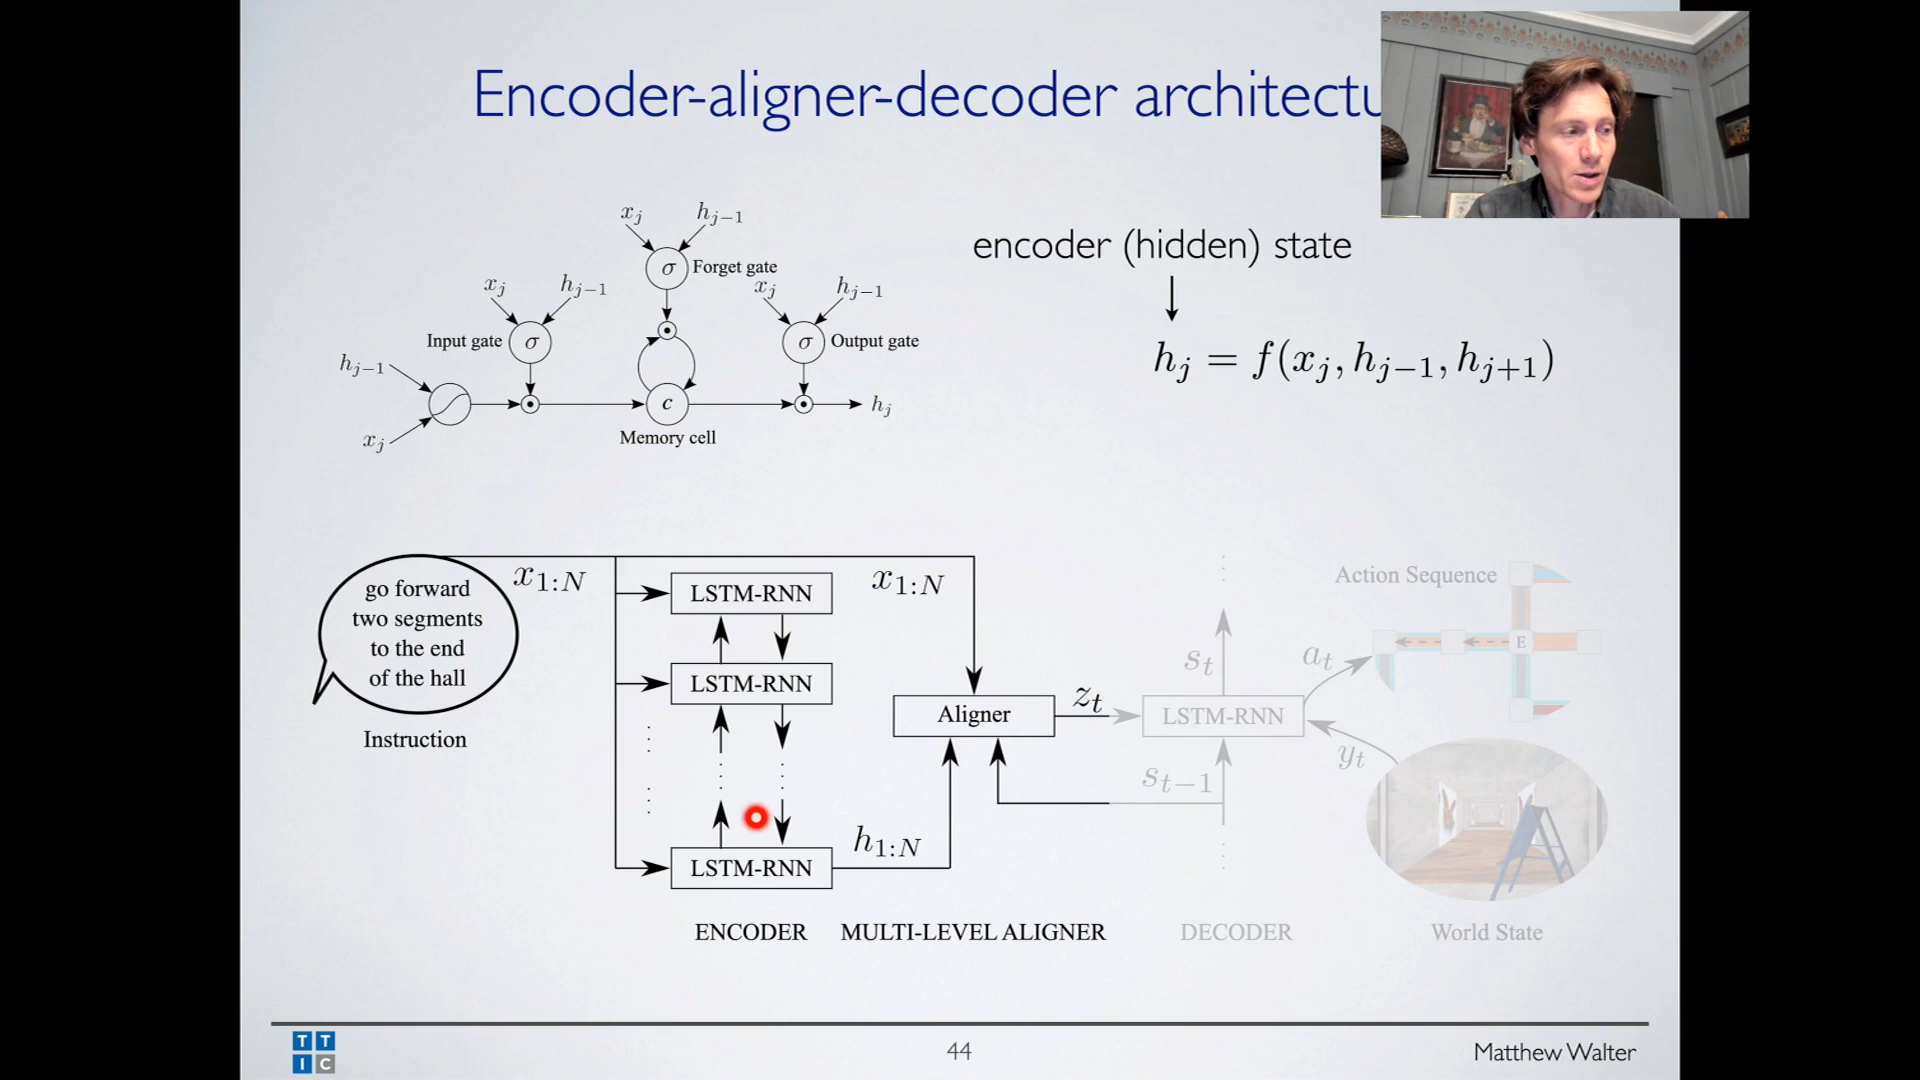 Encoder-aligner-decoder architectu
x_j h_{j−1}
σ Forget gate
x_j h_{j−1} x_j h_{j−1}
Input gate σ σ Output gate
h_{j−1}
c h_j
x_j Memory cell
encoder (hidden) state
h_j = f(x_j, h_{j−1}, h_{j+1})
go forward
two segments
to the end
of the hall
Instruction
x_{1:N}
LSTM-RNN
LSTM-RNN
LSTM-RNN
x_{1:N}
h_{1:N}
Aligner
z_t
s_t
LSTM-RNN
s_{t−1}
a_t
y_t
Action Sequence
E
ENCODER MULTI-LEVEL ALIGNER DECODER World State
TTIC
44
Matthew Walter